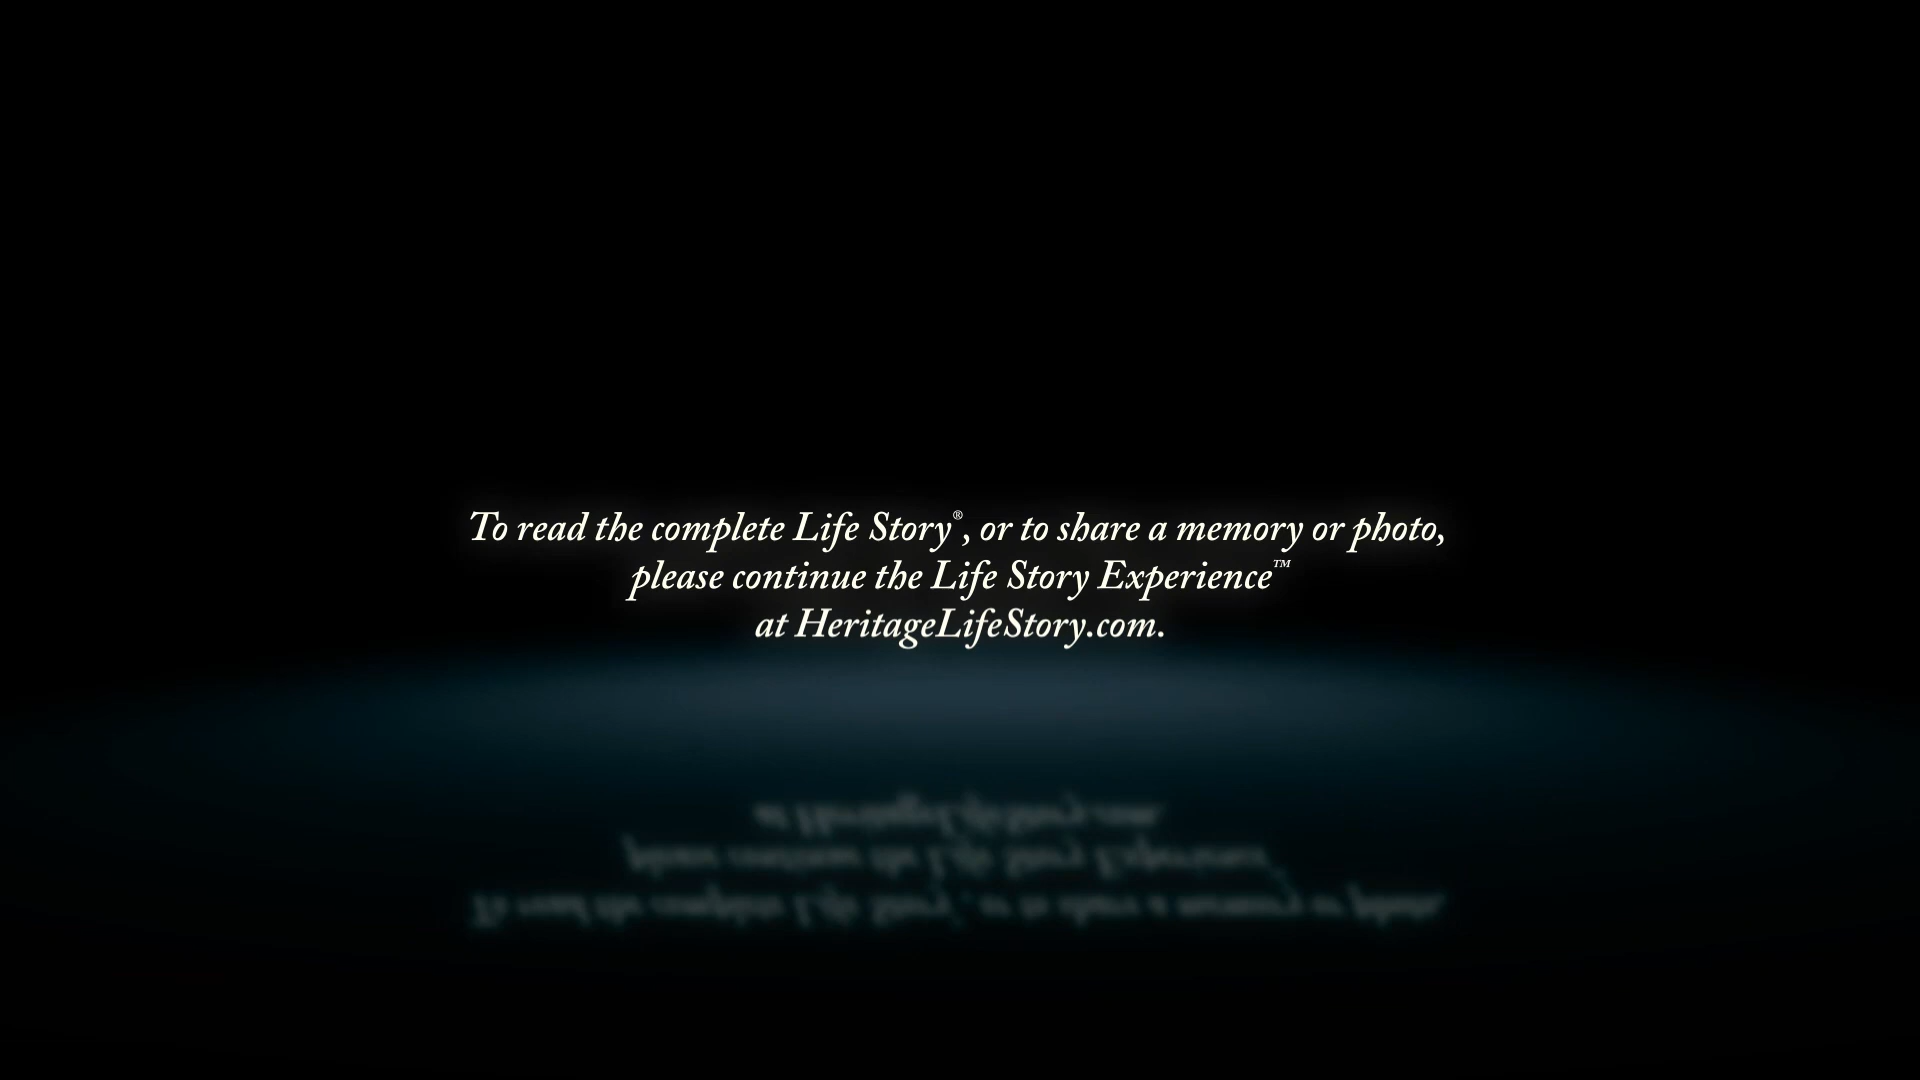 To read the complete Life Story®, or to share a memory or photo,
please continue the Life Story Experience™
at HeritageLifeStory.com.